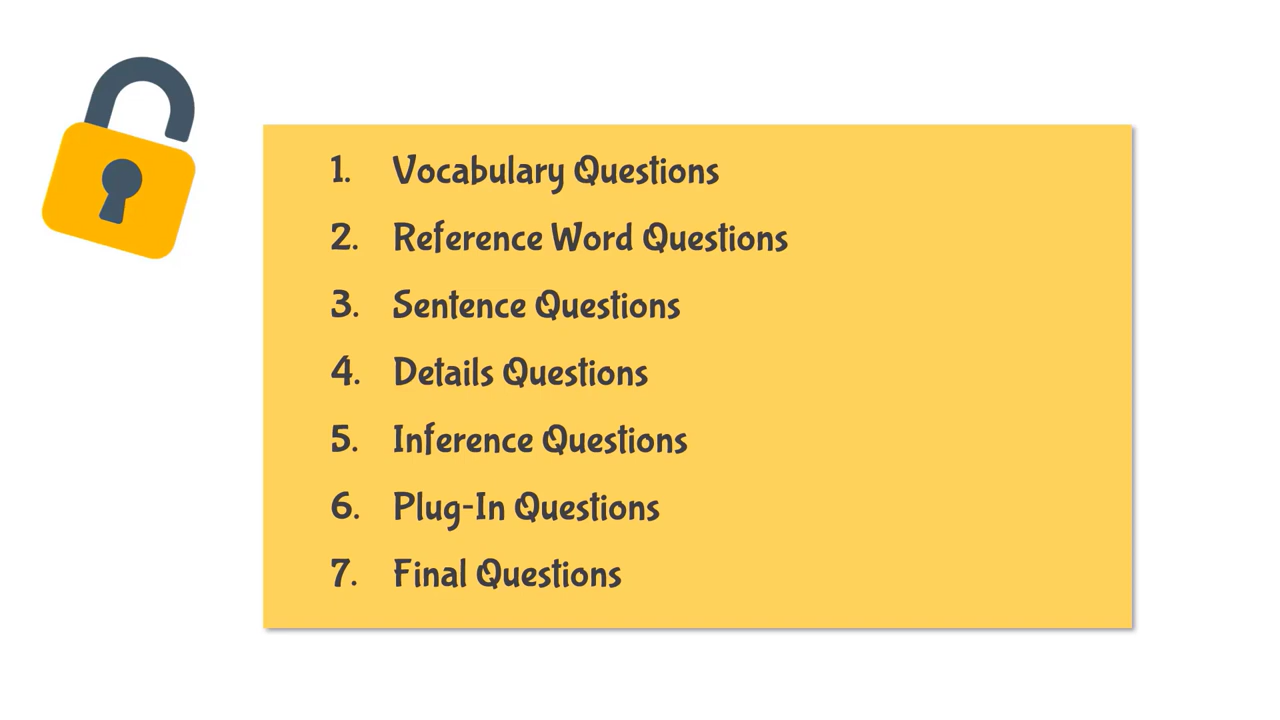 1. Vocabulary Questions
2. Reference Word Questions
3. Sentence Questions
4. Details Questions
5. Inference Questions
6. Plug-In Questions
7. Final Questions